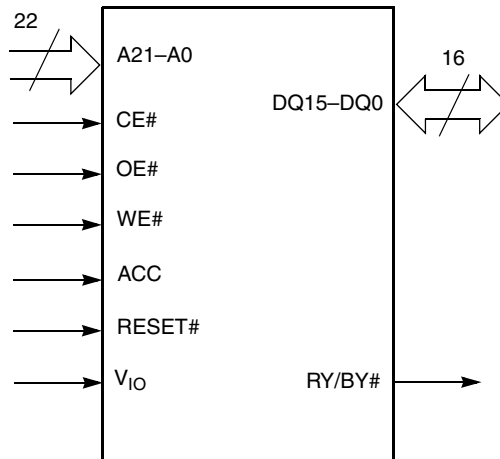 22
A21–A0
16
DQ15–DQ0
CE#
OE#
WE#
ACC
RESET#
VIO
RY/BY#